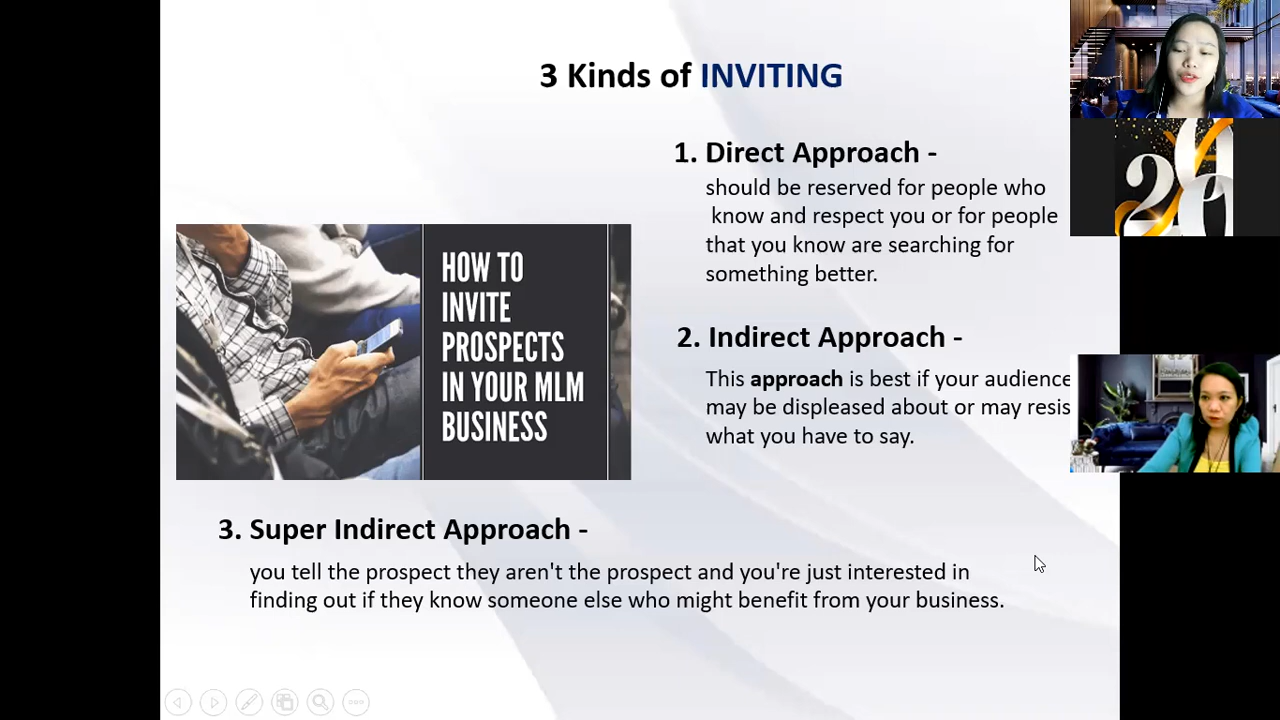 3 Kinds of INVITING
1. Direct Approach -
should be reserved for people who
know and respect you or for people
that you know are searching for
something better.
HOW TO
INVITE
PROSPECTS
IN YOUR MLM
BUSINESS
2. Indirect Approach -
This approach is best if your audience
may be displeased about or may resis
what you have to say.
3. Super Indirect Approach -
you tell the prospect they aren't the prospect and you're just interested in
finding out if they know someone else who might benefit from your business.